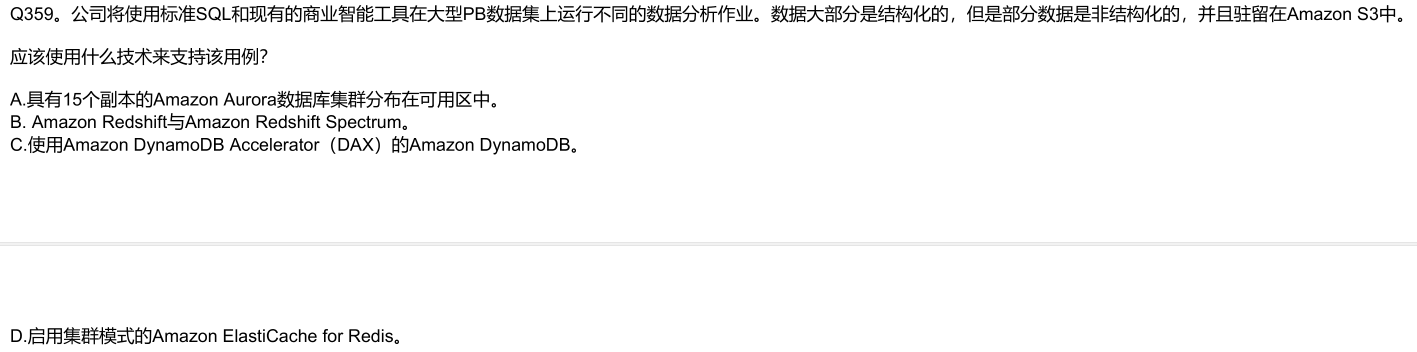 Q359。公司将使用标准SQL和现有的商业智能工具在大型PB数据集上运行不同的数据分析作业。数据大部分是结构化的，但是部分数据是非结构化的，并且驻留在Amazon S3中。
应该使用什么技术来支持该用例？
A.具有15个副本的Amazon Aurora数据库集群分布在可用区中。
B. Amazon Redshift与Amazon Redshift Spectrum。
C.使用Amazon DynamoDB Accelerator（DAX）的Amazon DynamoDB。
D.启用集群模式的Amazon ElastiCache for Redis。